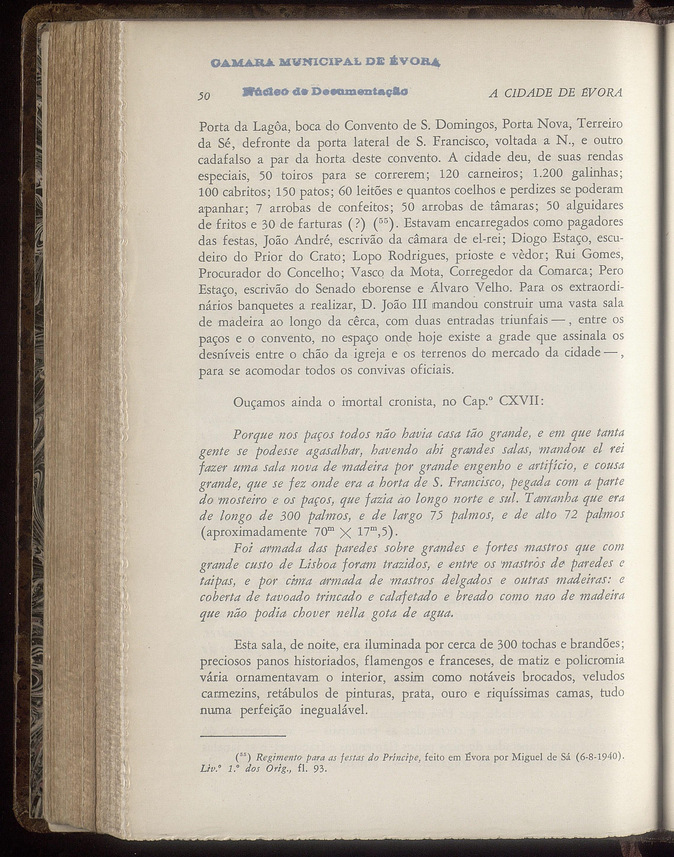 CAMARA MUNICIPAL DE ÉVORA
Núcleo de Documentação
50 A CIDADE DE ÉVORA
Porta da Lagôa, boca do Convento de S. Domingos, Porta Nova, Terreiro
da Sé, defronte da porta lateral de S. Francisco, voltada a N., e outro
cadafalso a par da horta deste convento. A cidade deu, de suas rendas
especiais, 50 toiros para se correrem; 120 carneiros; 1.200 galinhas;
100 cabritos; 150 patos; 60 leitões e quantos coelhos e perdizes se poderam
apanhar; 7 arrobas de confeitos; 50 arrobas de tâmaras; 50 alguidares
de fritos e 30 de farturas (?) (⁵⁵). Estavam encarregados como pagadores
das festas, João André, escrivão da câmara de el-rei; Diogo Estaço, escu-
deiro do Prior do Crato; Lopo Rodrigues, prioste e vèdor; Rui Gomes,
Procurador do Concelho; Vasco da Mota, Corregedor da Comarca; Pero
Estaço, escrivão do Senado eborense e Álvaro Velho. Para os extraordi-
nários banquetes a realizar, D. João III mandou construir uma vasta sala
de madeira ao longo da cêrca, com duas entradas triunfais — , entre os
paços e o convento, no espaço onde hoje existe a grade que assinala os
desníveis entre o chão da igreja e os terrenos do mercado da cidade — ,
para se acomodar todos os convivas oficiais.
Ouçamos ainda o imortal cronista, no Cap.º CXVII:
Porque nos paços todos não havia casa tão grande, e em que tanta
gente se podesse agasalhar, havendo ahi grandes salas, mandou el rei
fazer uma sala nova de madeira por grande engenho e artifício, e cousa
grande, que se fez onde era a horta de S. Francisco, pegada com a parte
do mosteiro e os paços, que fazia ao longo norte e sul. Tamanha que era
de longo de 300 palmos, e de largo 75 palmos, e de alto 72 palmos
(aproximadamente 70ᵐ × 17ᵐ,5).
Foi armada das paredes sobre grandes e fortes mastros que com
grande custo de Lisboa foram trazidos, e entre os mastros de paredes e
taipas, e por cima armada de mastros delgados e outras madeiras: e
coberta de tavoado trincado e calafetado e breado como nao de madeira
que não podia chover nella gota de agua.
Esta sala, de noite, era iluminada por cerca de 300 tochas e brandões;
preciosos panos historiados, flamengos e franceses, de matiz e policromia
vária ornamentavam o interior, assim como notáveis brocados, veludos
carmezins, retábulos de pinturas, prata, ouro e riquíssimas camas, tudo
numa perfeição inegualável.
(⁵⁵) Regimento para as festas do Príncipe, feito em Évora por Miguel de Sá (6-8-1940).
Liv.º 1.º dos Orig., fl. 93.